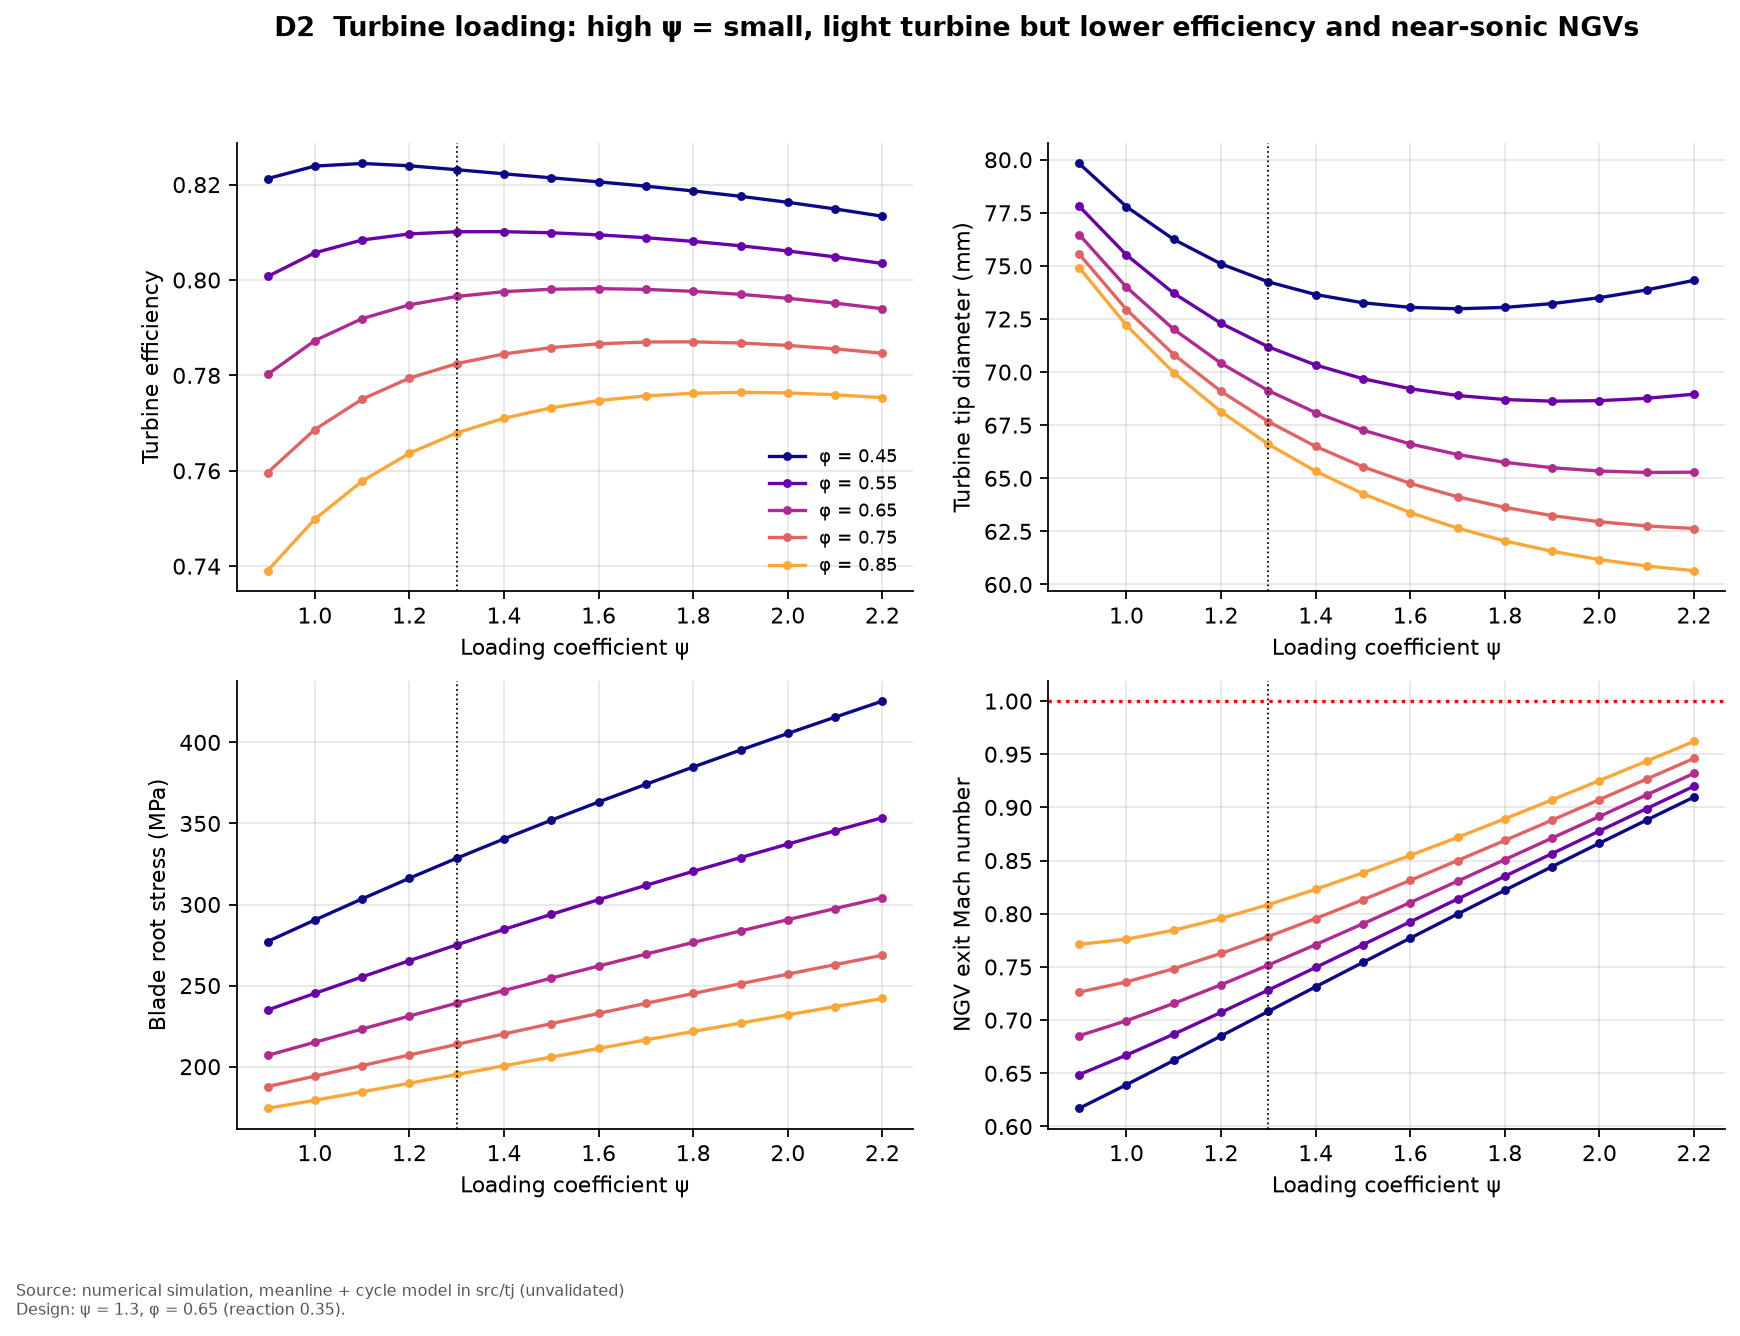 D2  Turbine loading: high ψ = small, light turbine but lower efficiency and near-sonic NGVs
Turbine efficiency
0.82
0.80
0.78
0.76
0.74
φ = 0.45
φ = 0.55
φ = 0.65
φ = 0.75
φ = 0.85
1.0 1.2 1.4 1.6 1.8 2.0 2.2
Loading coefficient ψ
Turbine tip diameter (mm)
80.0
77.5
75.0
72.5
70.0
67.5
65.0
62.5
60.0
1.0 1.2 1.4 1.6 1.8 2.0 2.2
Loading coefficient ψ
Blade root stress (MPa)
400
350
300
250
200
1.0 1.2 1.4 1.6 1.8 2.0 2.2
Loading coefficient ψ
NGV exit Mach number
1.00
0.95
0.90
0.85
0.80
0.75
0.70
0.65
0.60
1.0 1.2 1.4 1.6 1.8 2.0 2.2
Loading coefficient ψ
Source: numerical simulation, meanline + cycle model in src/tj (unvalidated)
Design: ψ = 1.3, φ = 0.65 (reaction 0.35).